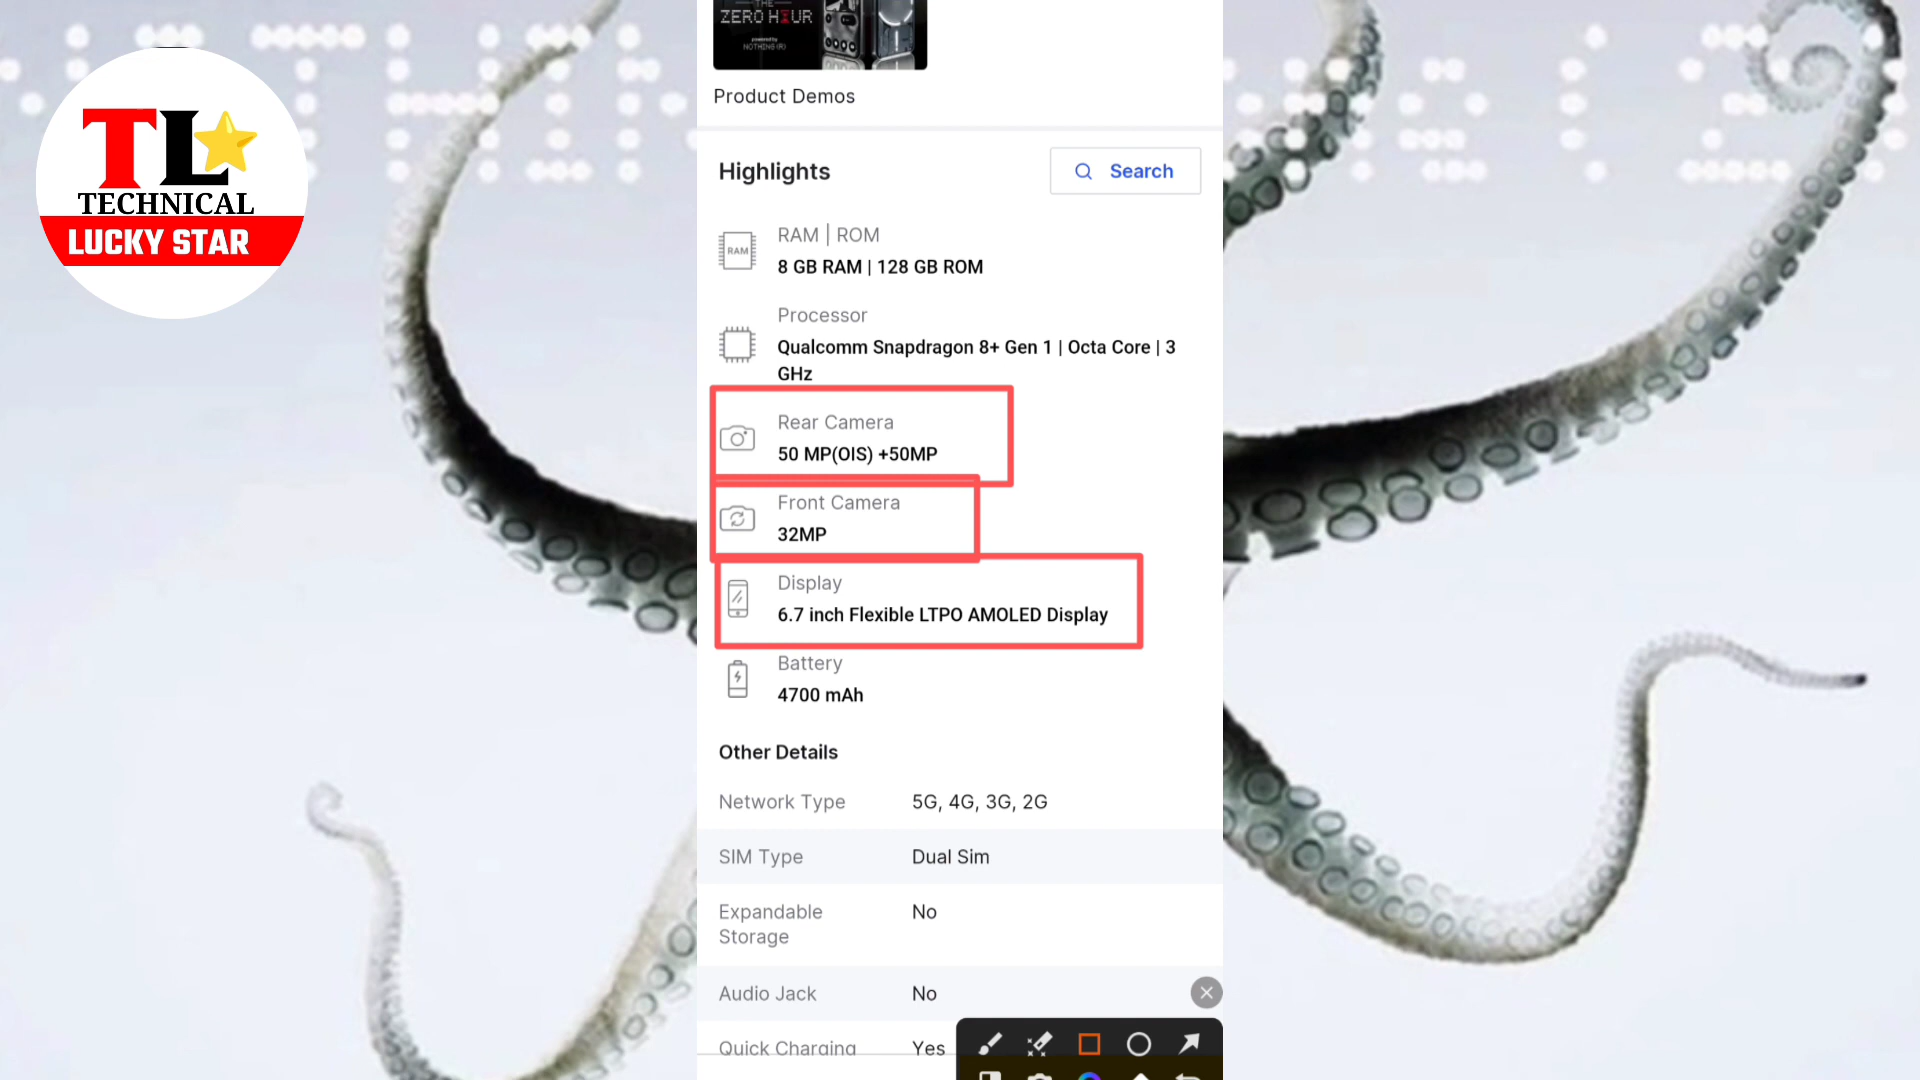 TL
TECHNICAL
LUCKY STAR
THE
ZERO HOUR
powered by
NOTHING (R)
Product Demos
Highlights
Search
RAM | ROM
RAM
8 GB RAM | 128 GB ROM
Processor
Qualcomm Snapdragon 8+ Gen 1 | Octa Core | 3
GHz
Rear Camera
50 MP(OIS) +50MP
Front Camera
32MP
Display
6.7 inch Flexible LTPO AMOLED Display
Battery
4700 mAh
Other Details
Network Type 5G, 4G, 3G, 2G
SIM Type Dual Sim
Expandable No
Storage
Audio Jack No
Quick Charging Yes